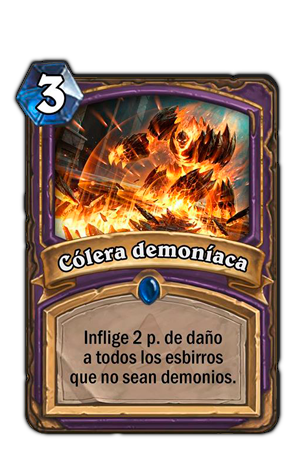 3
Cólera demoníaca
Inflige 2 p. de daño
a todos los esbirros
que no sean demonios.